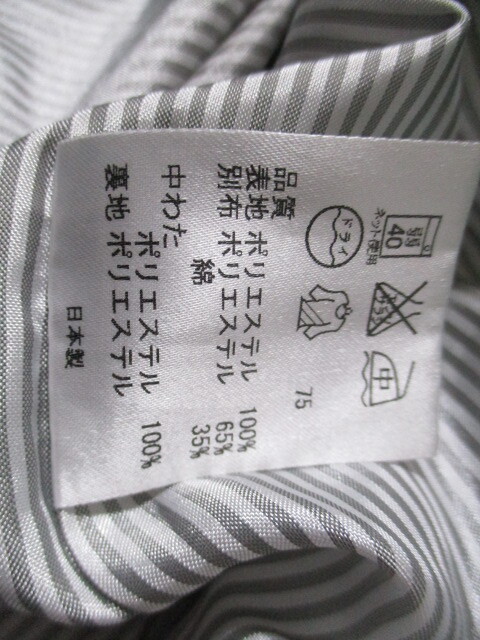 40
ネット使用
中
ドライ
75
品質
表地 ポリエステル 100%
別布 ポリエステル 65%
綿 35%
中わた
ポリエステル 100%
裏地 ポリエステル
日本製